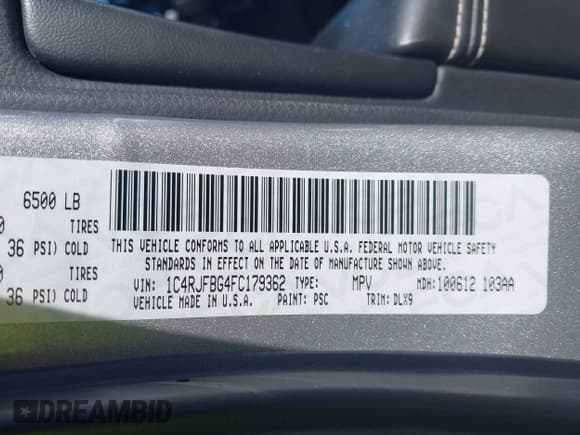 6500 LB
0 TIRES
36 PSI) COLD
0 TIRES
36 PSI) COLD
THIS VEHICLE CONFORMS TO ALL APPLICABLE U.S.A. FEDERAL MOTOR VEHICLE SAFETY
STANDARDS IN EFFECT ON THE DATE OF MANUFACTURE SHOWN ABOVE.
VIN: 1C4RJFBG4FC179362 TYPE: MPV MDH: 100612 103AA
VEHICLE MADE IN U.S.A. PAINT: PSC TRIM: DLX9
DREAMBID